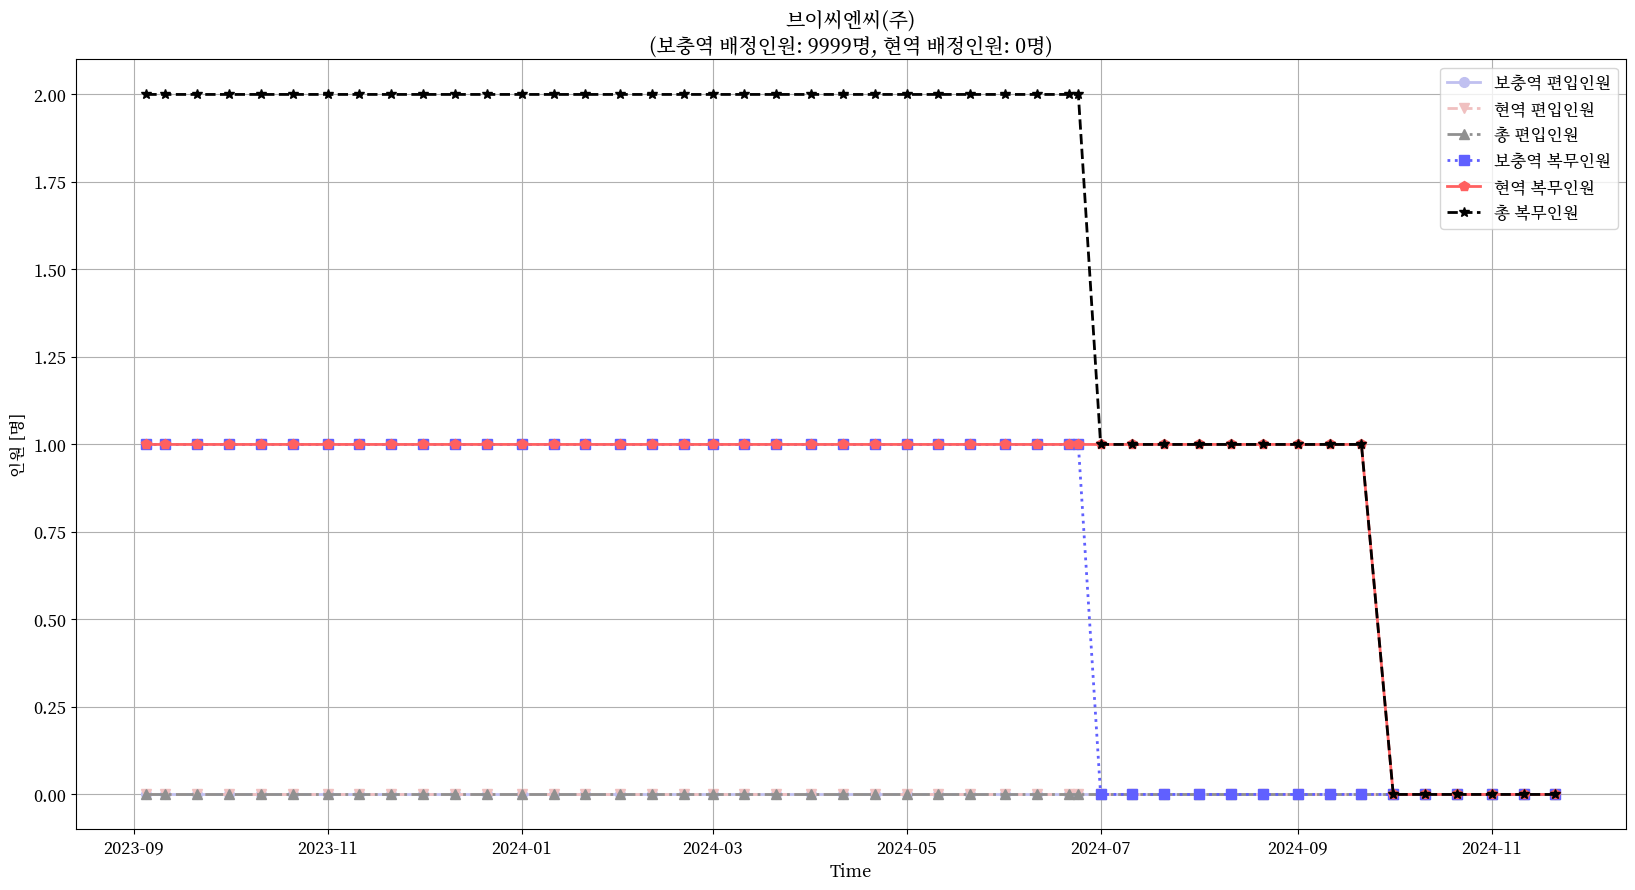 브이씨엔씨(주)
(보충역 배정인원: 9999명, 현역 배정인원: 0명)
보충역 편입인원
현역 편입인원
총 편입인원
보충역 복무인원
현역 복무인원
총 복무인원
인원 [명]
2.00
1.75
1.50
1.25
1.00
0.75
0.50
0.25
0.00
2023-09
2023-11
2024-01
2024-03
2024-05
2024-07
2024-09
2024-11
Time